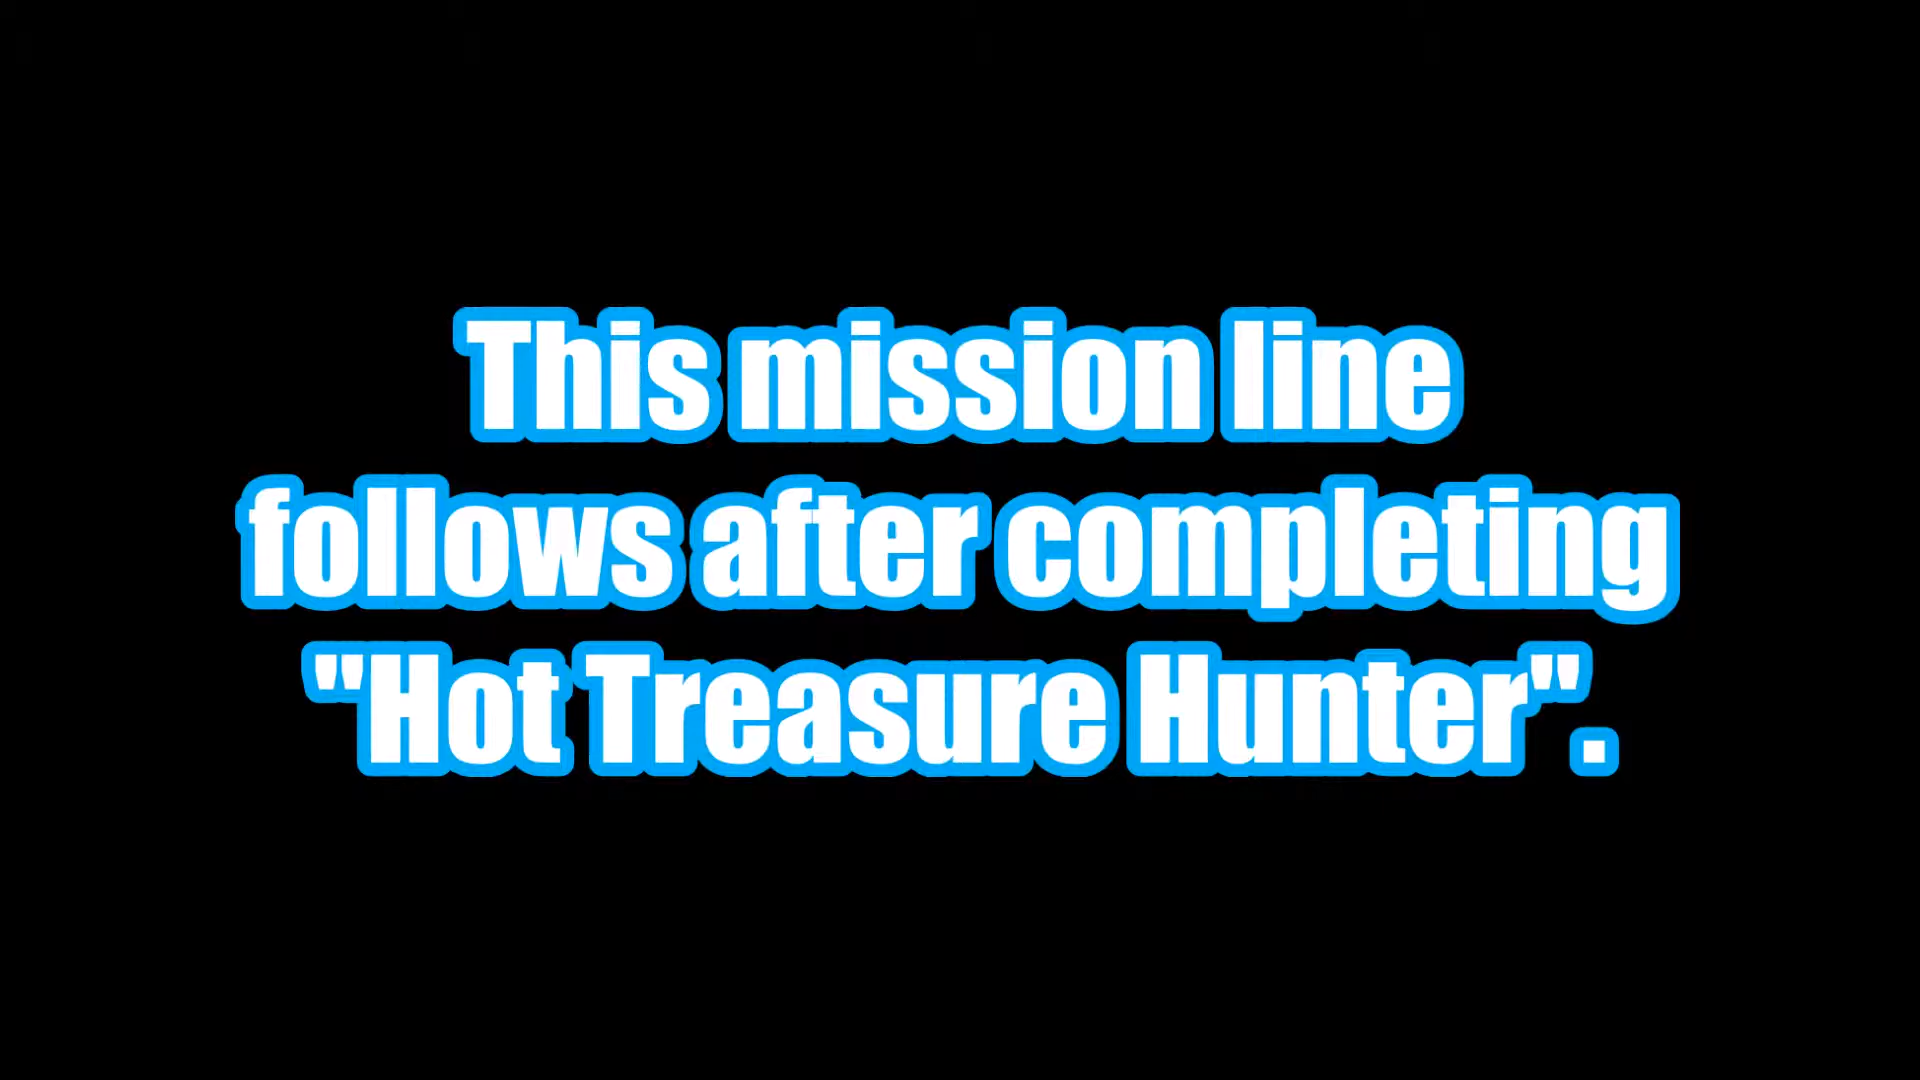 This mission line
follows after completing
"Hot Treasure Hunter".